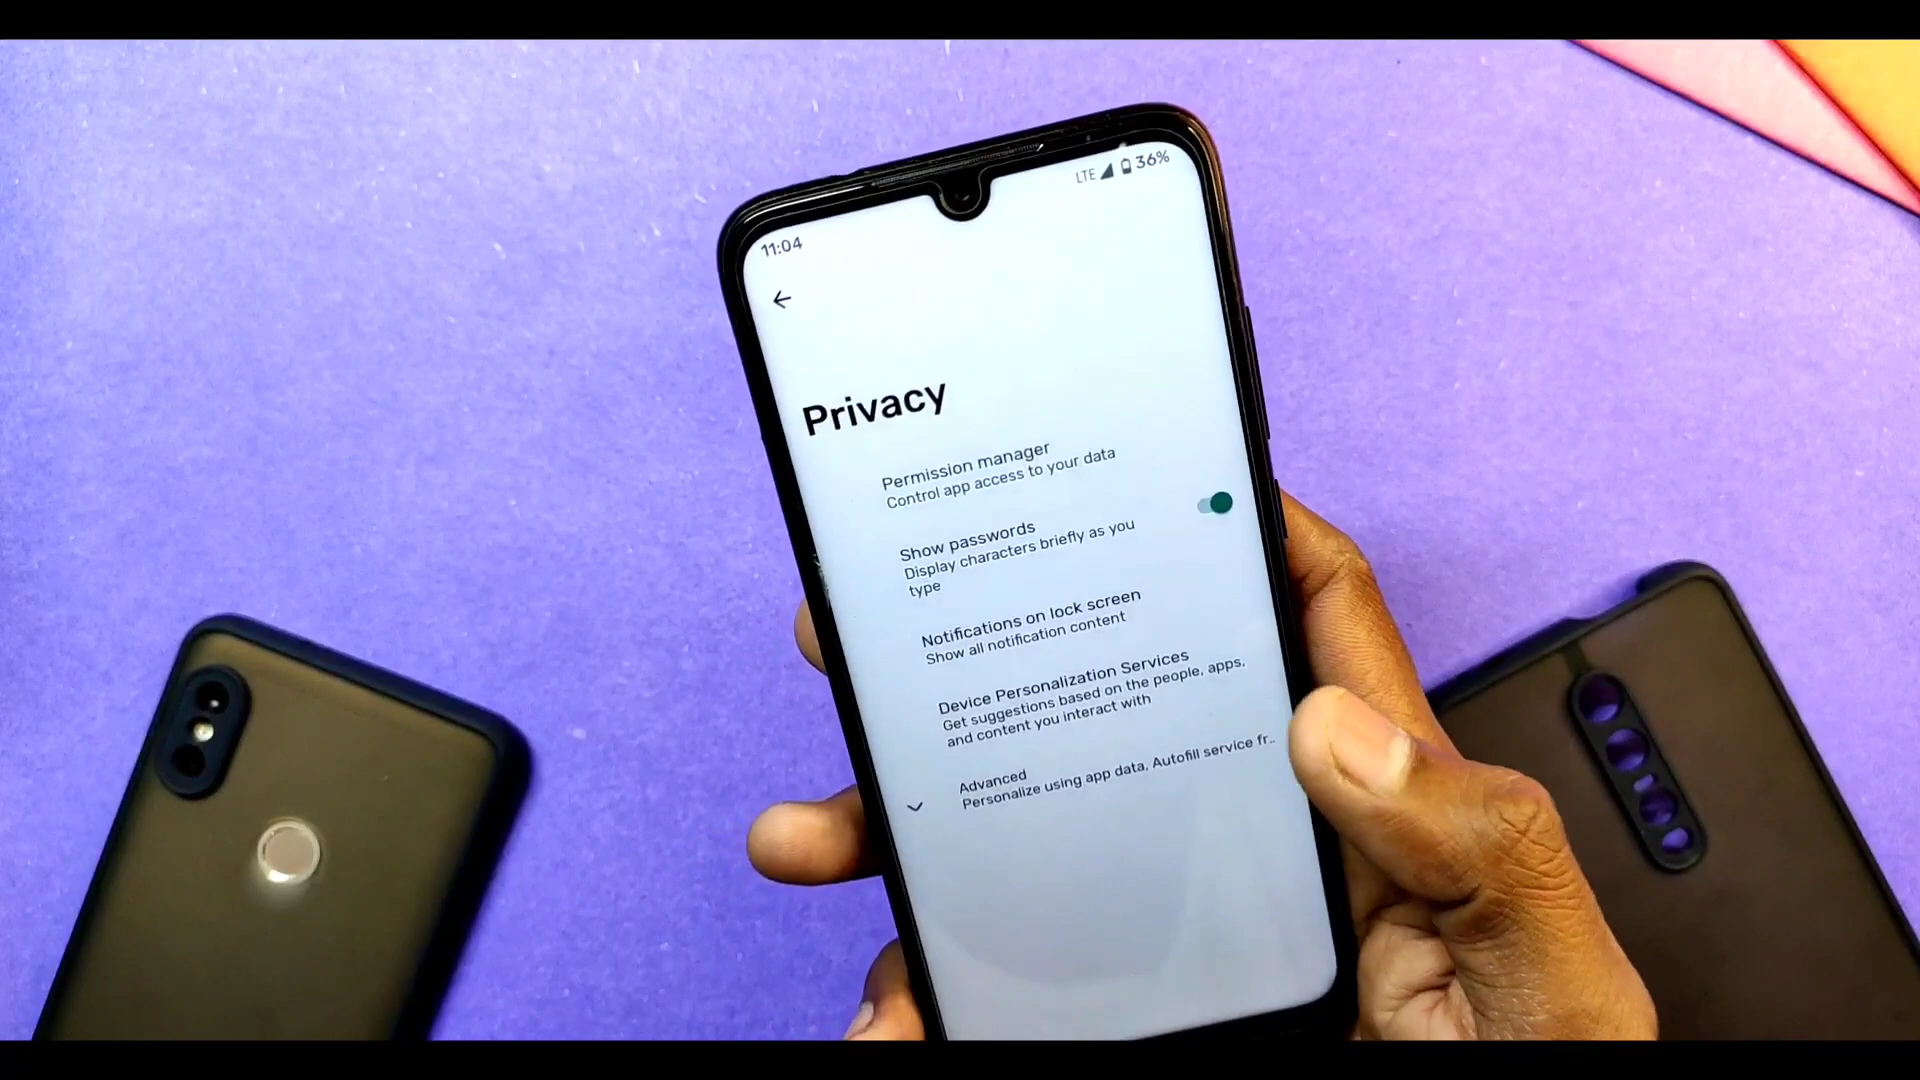 11:04
LTE 36%
Privacy
Permission manager
Control app access to your data
Show passwords
Display characters briefly as you
type
Notifications on lock screen
Show all notification content
Device Personalization Services
Get suggestions based on the people, apps,
and content you interact with
Advanced
Personalize using app data, Autofill service fr..